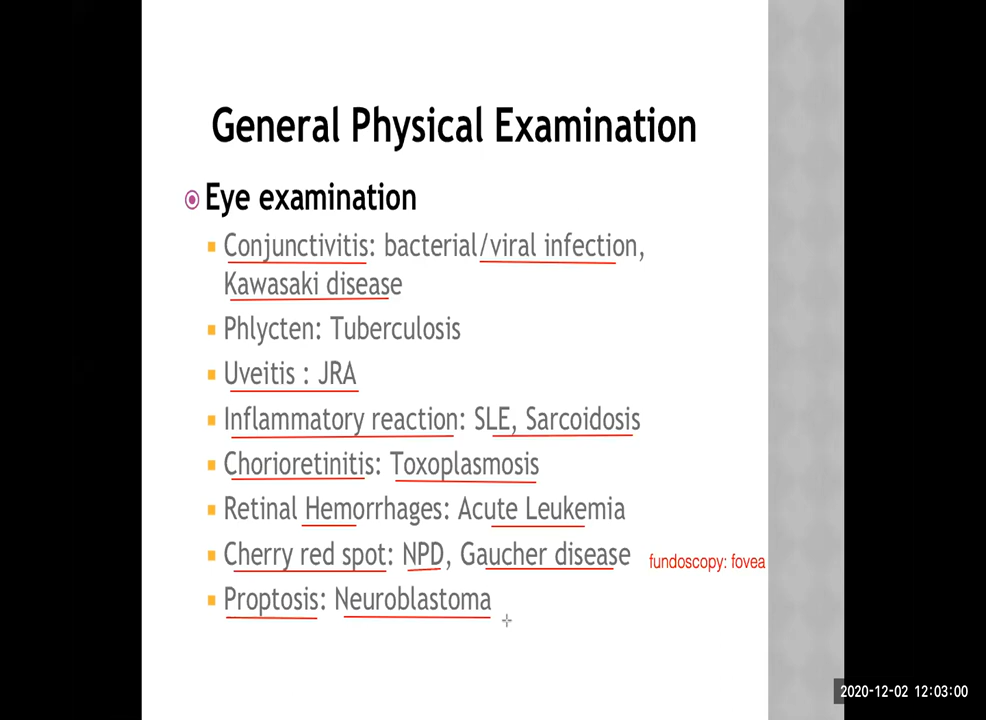 General Physical Examination
Eye examination
Conjunctivitis: bacterial/viral infection,
Kawasaki disease
Phlycten: Tuberculosis
Uveitis : JRA
Inflammatory reaction: SLE, Sarcoidosis
Chorioretinitis: Toxoplasmosis
Retinal Hemorrhages: Acute Leukemia
Cherry red spot: NPD, Gaucher disease fundoscopy: fovea
Proptosis: Neuroblastoma
2020-12-02 12:03:00